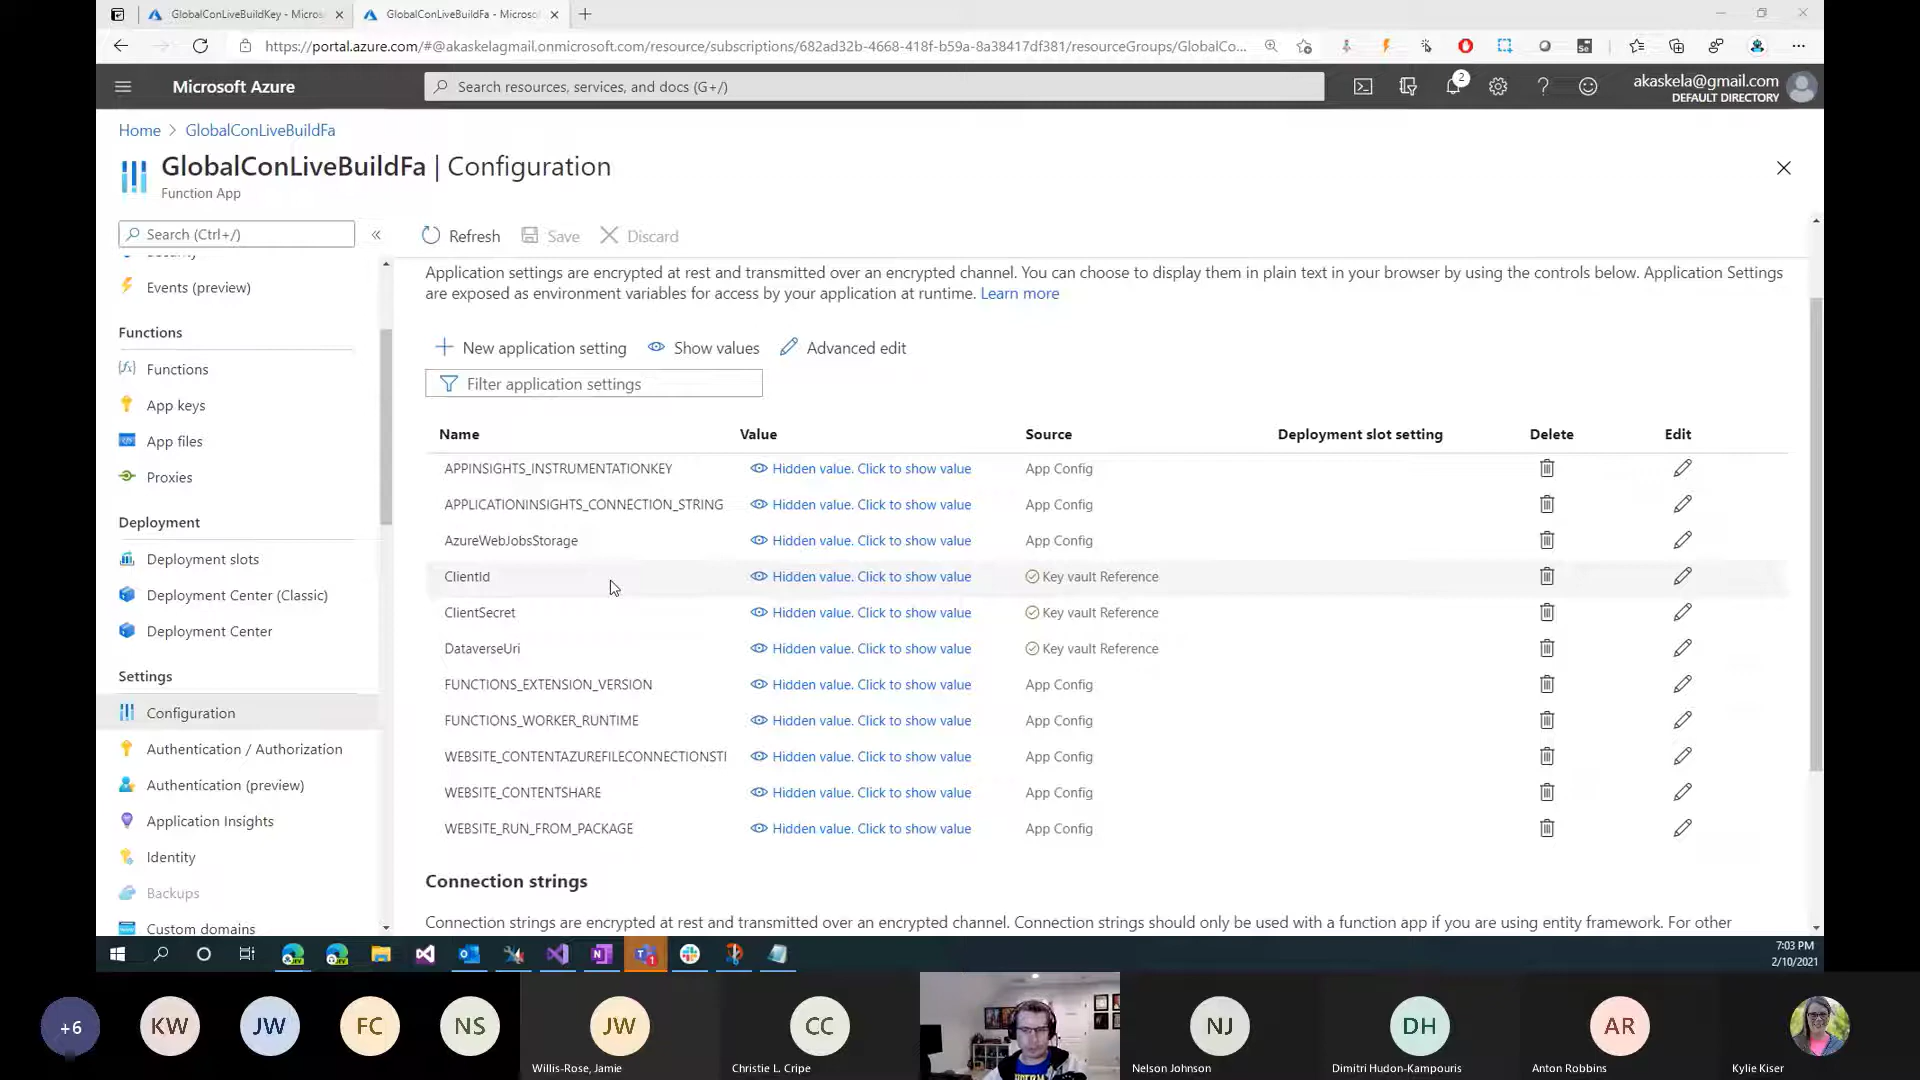 GlobalConLiveBuildKey - Micros
GlobalConLiveBuildFa - Microsof
https://portal.azure.com/#@akaskelagmail.onmicrosoft.com/resource/subscriptions/682ad32b-4668-418f-b59a-8a38417df381/resourceGroups/GlobalCo...
Microsoft Azure
Search resources, services, and docs (G+/)
2
akaskela@gmail.com
DEFAULT DIRECTORY
Home > GlobalConLiveBuildFa
GlobalConLiveBuildFa | Configuration
Function App
Search (Ctrl+/)
«
Refresh
Save
Discard
Application settings are encrypted at rest and transmitted over an encrypted channel. You can choose to display them in plain text in your browser by using the controls below. Application Settings
are exposed as environment variables for access by your application at runtime. Learn more
Security
Events (preview)
Functions
Functions
App keys
App files
Proxies
Deployment
Deployment slots
Deployment Center (Classic)
Deployment Center
Settings
Configuration
Authentication / Authorization
Authentication (preview)
Application Insights
Identity
Backups
Custom domains
New application setting
Show values
Advanced edit
Filter application settings
Name Value Source Deployment slot setting Delete Edit
APPINSIGHTS_INSTRUMENTATIONKEY Hidden value. Click to show value App Config
APPLICATIONINSIGHTS_CONNECTION_STRING Hidden value. Click to show value App Config
AzureWebJobsStorage Hidden value. Click to show value App Config
ClientId Hidden value. Click to show value Key vault Reference
ClientSecret Hidden value. Click to show value Key vault Reference
DataverseUri Hidden value. Click to show value Key vault Reference
FUNCTIONS_EXTENSION_VERSION Hidden value. Click to show value App Config
FUNCTIONS_WORKER_RUNTIME Hidden value. Click to show value App Config
WEBSITE_CONTENTAZUREFILECONNECTIONSTI Hidden value. Click to show value App Config
WEBSITE_CONTENTSHARE Hidden value. Click to show value App Config
WEBSITE_RUN_FROM_PACKAGE Hidden value. Click to show value App Config
Connection strings
Connection strings are encrypted at rest and transmitted over an encrypted channel. Connection strings should only be used with a function app if you are using entity framework. For other
7:03 PM
2/10/2021
+6
KW
JW
FC
NS
JW
Willis-Rose, Jamie
CC
Christie L. Cripe
NJ
Nelson Johnson
DH
Dimitri Hudon-Kampouris
AR
Anton Robbins
Kylie Kiser